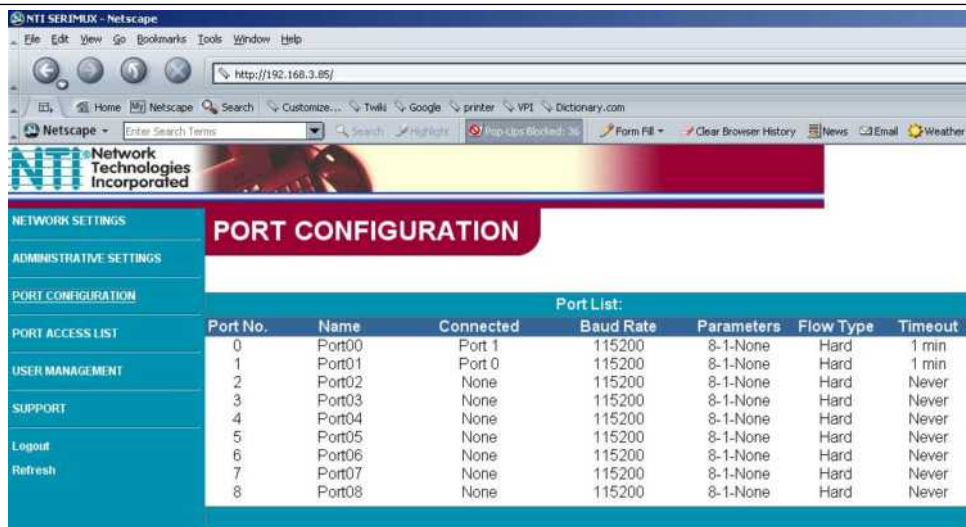 NTI SERIMUX - Netscape
File Edit View Go Bookmarks Tools Window Help
http://192.168.3.85/
Home My Netscape Search Customize... Twiki Google printer VPI Dictionary.com
Netscape Enter Search Terms Search Highlight Pop-Ups Blocked: 36 Form Fill Clear Browser History News Email Weather
NTI Network
Technologies
Incorporated
PORT CONFIGURATION
NETWORK SETTINGS
ADMINISTRATIVE SETTINGS
PORT CONFIGURATION
PORT ACCESS LIST
USER MANAGEMENT
SUPPORT
Logout
Refresh
Port List:
Port No. Name Connected Baud Rate Parameters Flow Type Timeout
0 Port00 Port 1 115200 8-1-None Hard 1 min
1 Port01 Port 0 115200 8-1-None Hard 1 min
2 Port02 None 115200 8-1-None Hard Never
3 Port03 None 115200 8-1-None Hard Never
4 Port04 None 115200 8-1-None Hard Never
5 Port05 None 115200 8-1-None Hard Never
6 Port06 None 115200 8-1-None Hard Never
7 Port07 None 115200 8-1-None Hard Never
8 Port08 None 115200 8-1-None Hard Never